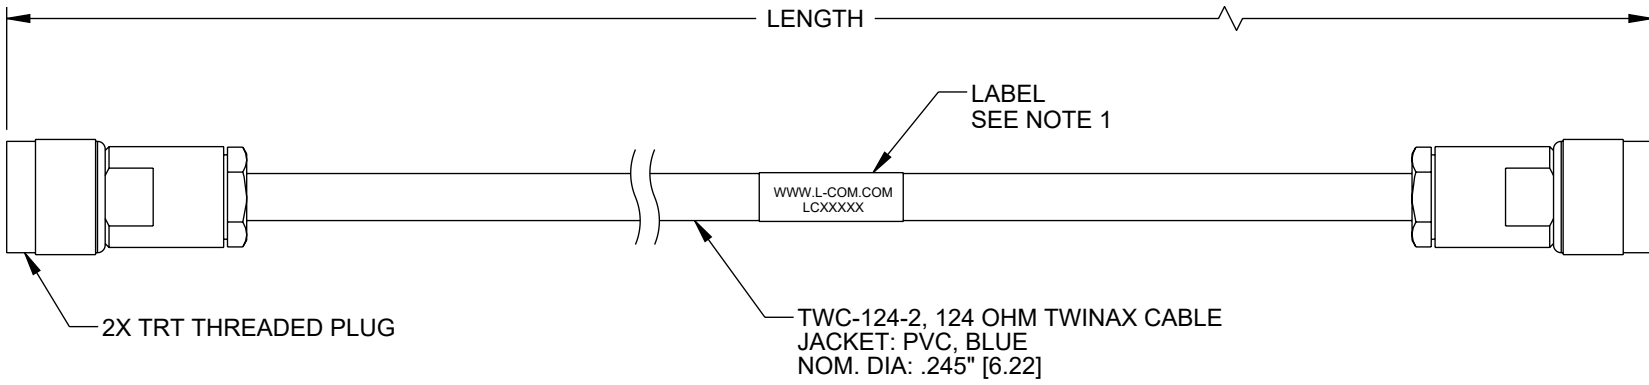 LENGTH
LABEL
SEE NOTE 1
WWW.L-COM.COM
LCXXXXX
2X TRT THREADED PLUG
TWC-124-2, 124 OHM TWINAX CABLE
JACKET: PVC, BLUE
NOM. DIA: .245" [6.22]